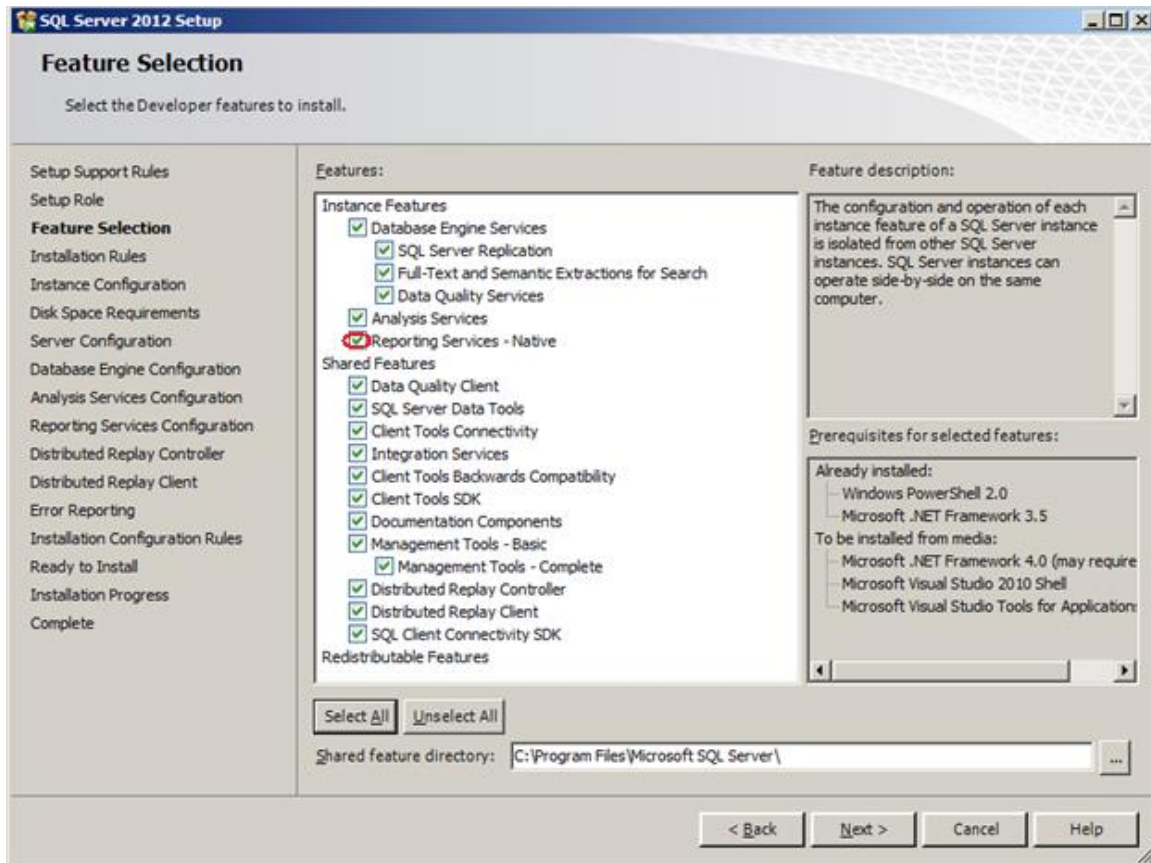 SQL Server 2012 Setup
Feature Selection
Select the Developer features to install.
Setup Support Rules
Setup Role
Feature Selection
Installation Rules
Instance Configuration
Disk Space Requirements
Server Configuration
Database Engine Configuration
Analysis Services Configuration
Reporting Services Configuration
Distributed Replay Controller
Distributed Replay Client
Error Reporting
Installation Configuration Rules
Ready to Install
Installation Progress
Complete
Features:
Instance Features
Database Engine Services
SQL Server Replication
Full-Text and Semantic Extractions for Search
Data Quality Services
Analysis Services
Reporting Services - Native
Shared Features
Data Quality Client
SQL Server Data Tools
Client Tools Connectivity
Integration Services
Client Tools Backwards Compatibility
Client Tools SDK
Documentation Components
Management Tools - Basic
Management Tools - Complete
Distributed Replay Controller
Distributed Replay Client
SQL Client Connectivity SDK
Redistributable Features
Feature description:
The configuration and operation of each
instance feature of a SQL Server instance
is isolated from other SQL Server
instances. SQL Server instances can
operate side-by-side on the same
computer.
Prerequisites for selected features:
Already installed:
Windows PowerShell 2.0
Microsoft .NET Framework 3.5
To be installed from media:
Microsoft .NET Framework 4.0 (may require
Microsoft Visual Studio 2010 Shell
Microsoft Visual Studio Tools for Applications
Select All
Unselect All
Shared feature directory:
C:\Program Files\Microsoft SQL Server\
...
< Back
Next >
Cancel
Help